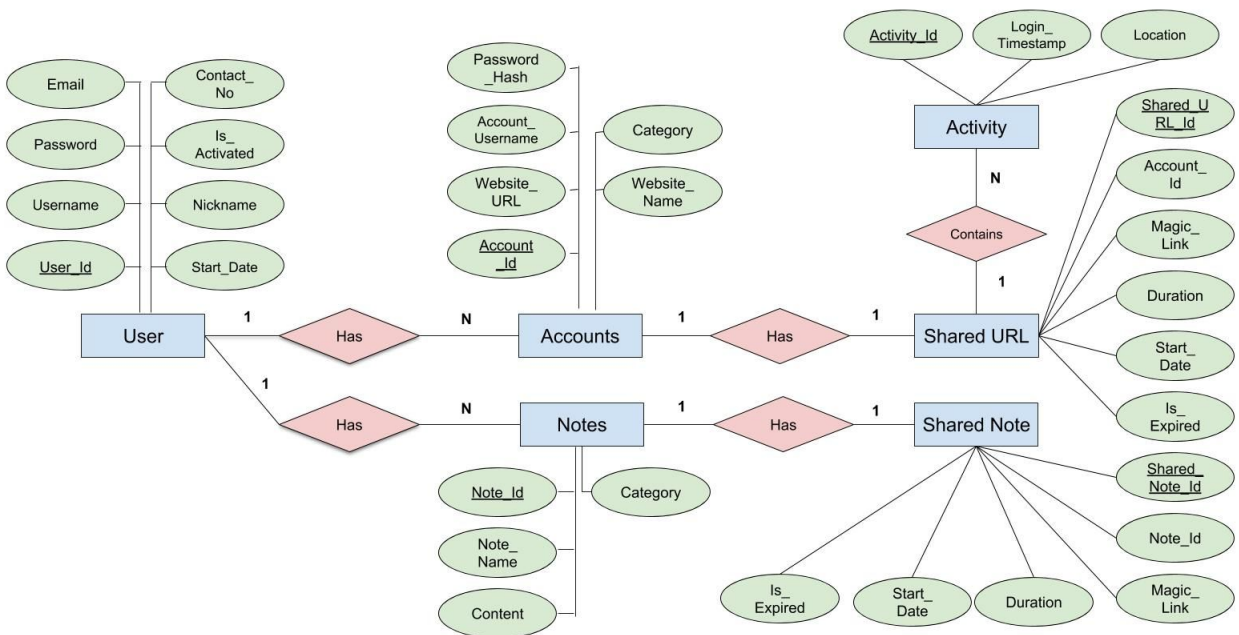 Activity_Id
Login_
Timestamp
Location
Email
Contact_
No
Password
_Hash
Shared_U
RL_Id
Activity
Password
Is_
Activated
Account_
Username
Category
Account_
Id
N
Username
Nickname
Website_
URL
Website_
Name
Contains
Magic_
Link
User_Id
Start_Date
Account
_Id
1
Duration
User
1
Has
N
Accounts
1
Has
1
Shared URL
Start_
Date
1
Has
N
Notes
1
Has
1
Shared Note
Is_
Expired
Note_Id
Category
Shared_
Note_Id
Note_
Name
Note_Id
Content
Is_
Expired
Start_
Date
Duration
Magic_
Link